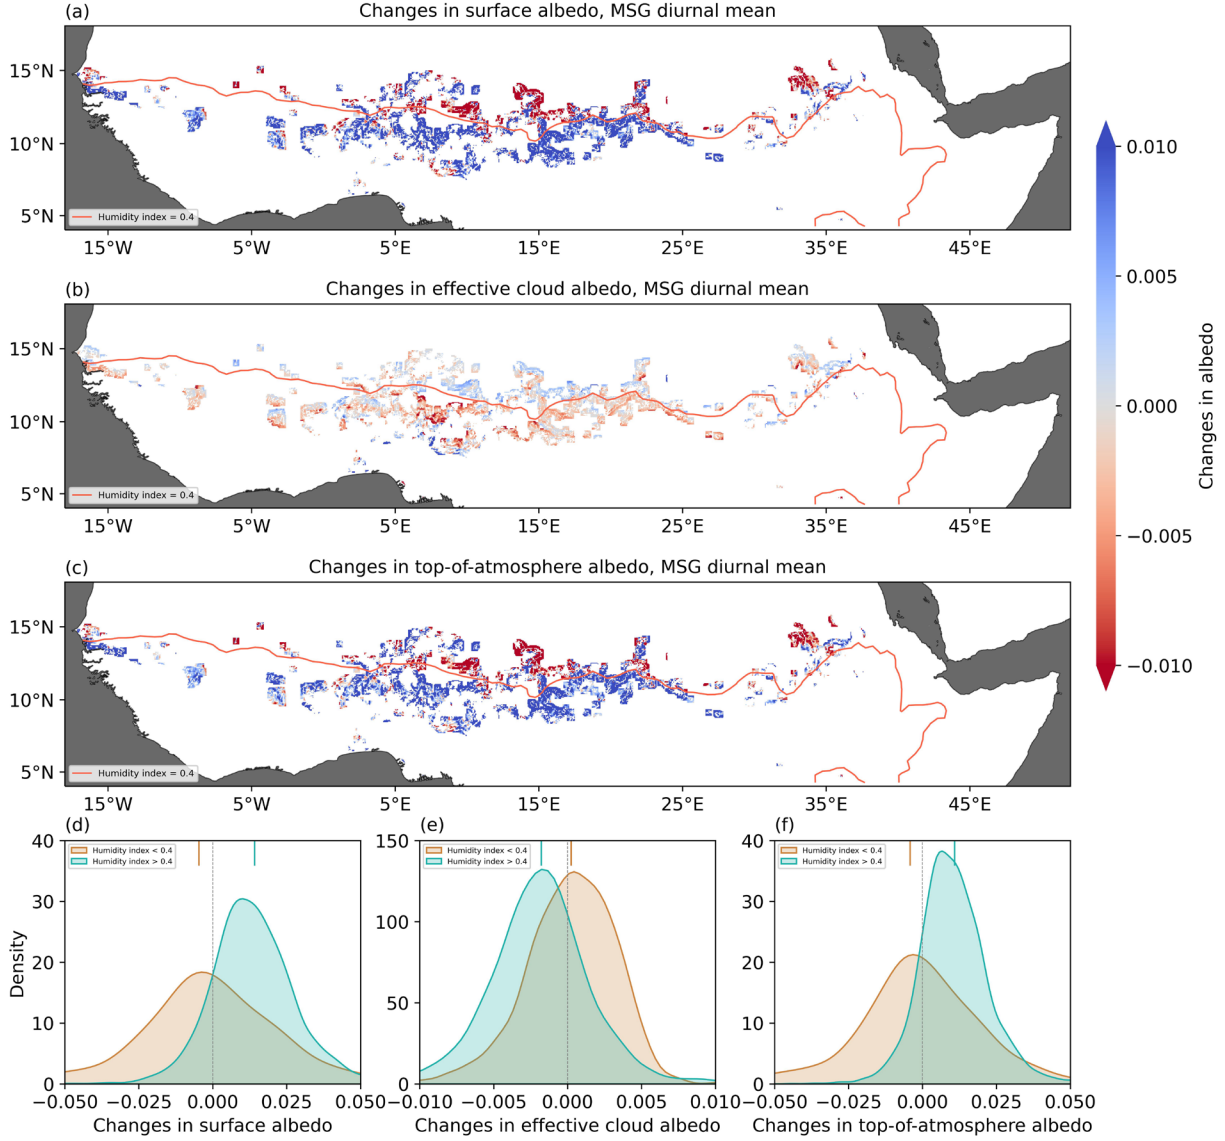 (a)
Changes in surface albedo, MSG diurnal mean
15°N
10°N
5°N
Humidity index = 0.4
15°W 5°W 5°E 15°E 25°E 35°E 45°E
(b)
Changes in effective cloud albedo, MSG diurnal mean
15°N
10°N
5°N
Humidity index = 0.4
15°W 5°W 5°E 15°E 25°E 35°E 45°E
(c)
Changes in top-of-atmosphere albedo, MSG diurnal mean
15°N
10°N
5°N
Humidity index = 0.4
15°W 5°W 5°E 15°E 25°E 35°E 45°E
0.010
0.005
0.000
−0.005
−0.010
Changes in albedo
(d)
40
30
20
10
0
Density
Humidity index < 0.4
Humidity index > 0.4
−0.050 −0.025 0.000 0.025 0.050
Changes in surface albedo
(e)
150
100
50
0
Humidity index < 0.4
Humidity index > 0.4
−0.010 −0.005 0.000 0.005 0.010
Changes in effective cloud albedo
(f)
40
30
20
10
0
Humidity index < 0.4
Humidity index > 0.4
−0.050 −0.025 0.000 0.025 0.050
Changes in top-of-atmosphere albedo